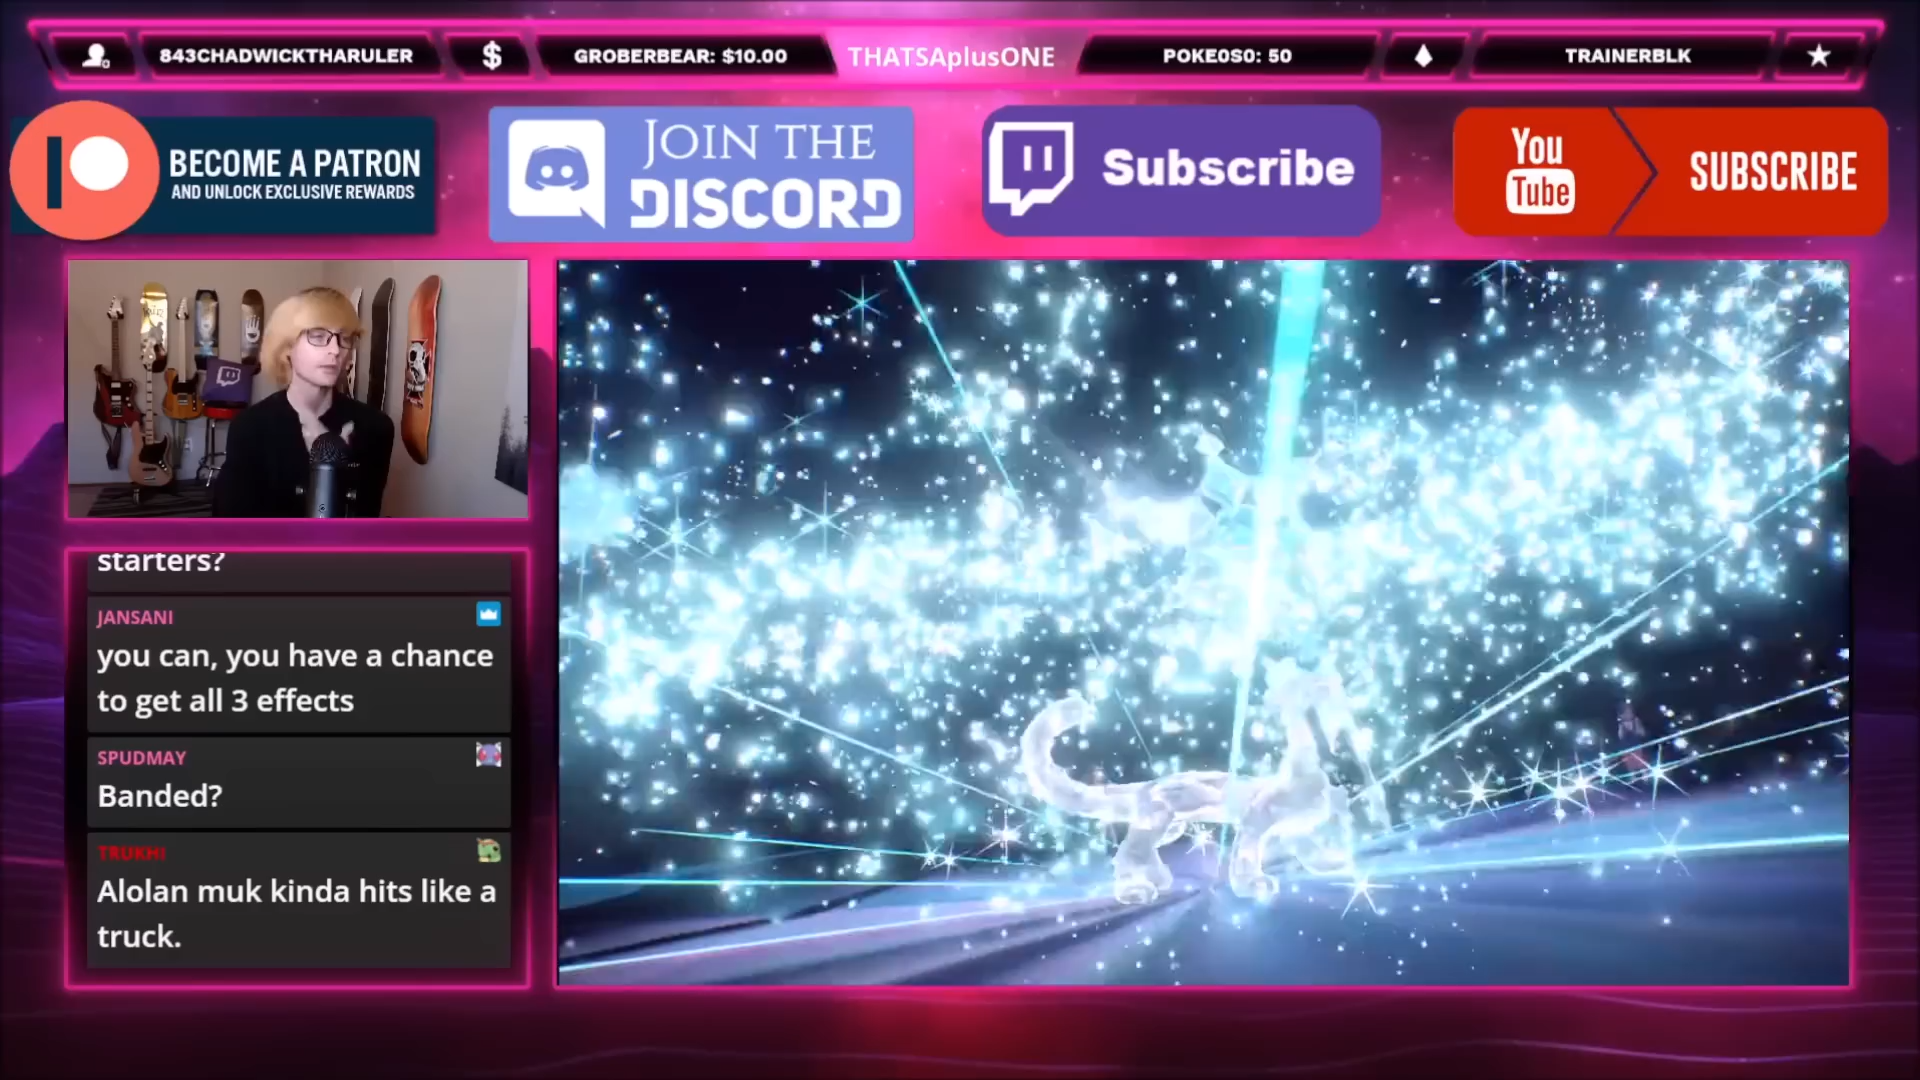 843CHADWICKTHARULER
$
GROBERBEAR: $10.00
THATSAplusONE
POKE0S0: 50
TRAINERBLK
BECOME A PATRON
AND UNLOCK EXCLUSIVE REWARDS
JOIN THE
DISCORD
Subscribe
You
Tube
SUBSCRIBE
starters?
JANSANI
you can, you have a chance
to get all 3 effects
SPUDMAY
Banded?
TRUKHI
Alolan muk kinda hits like a
truck.